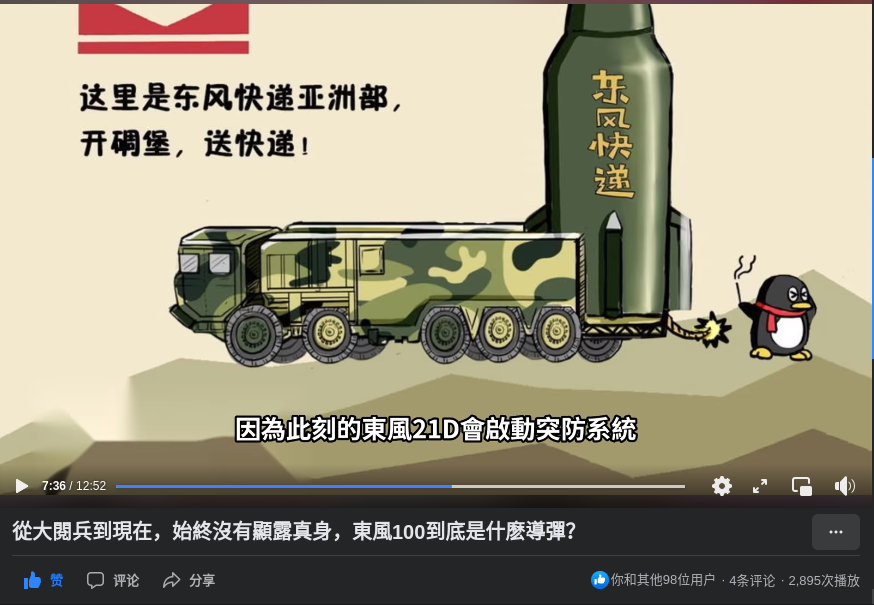 这里是东风快递亚洲部，
开碉堡，送快递！
东
风
快
递
因為此刻的東風21D會啟動突防系統
7:36 / 12:52
從大閱兵到現在，始終沒有顯露真身，東風100到底是什麽導彈？
赞 评论 分享 你和其他98位用户 · 4条评论 · 2,895次播放